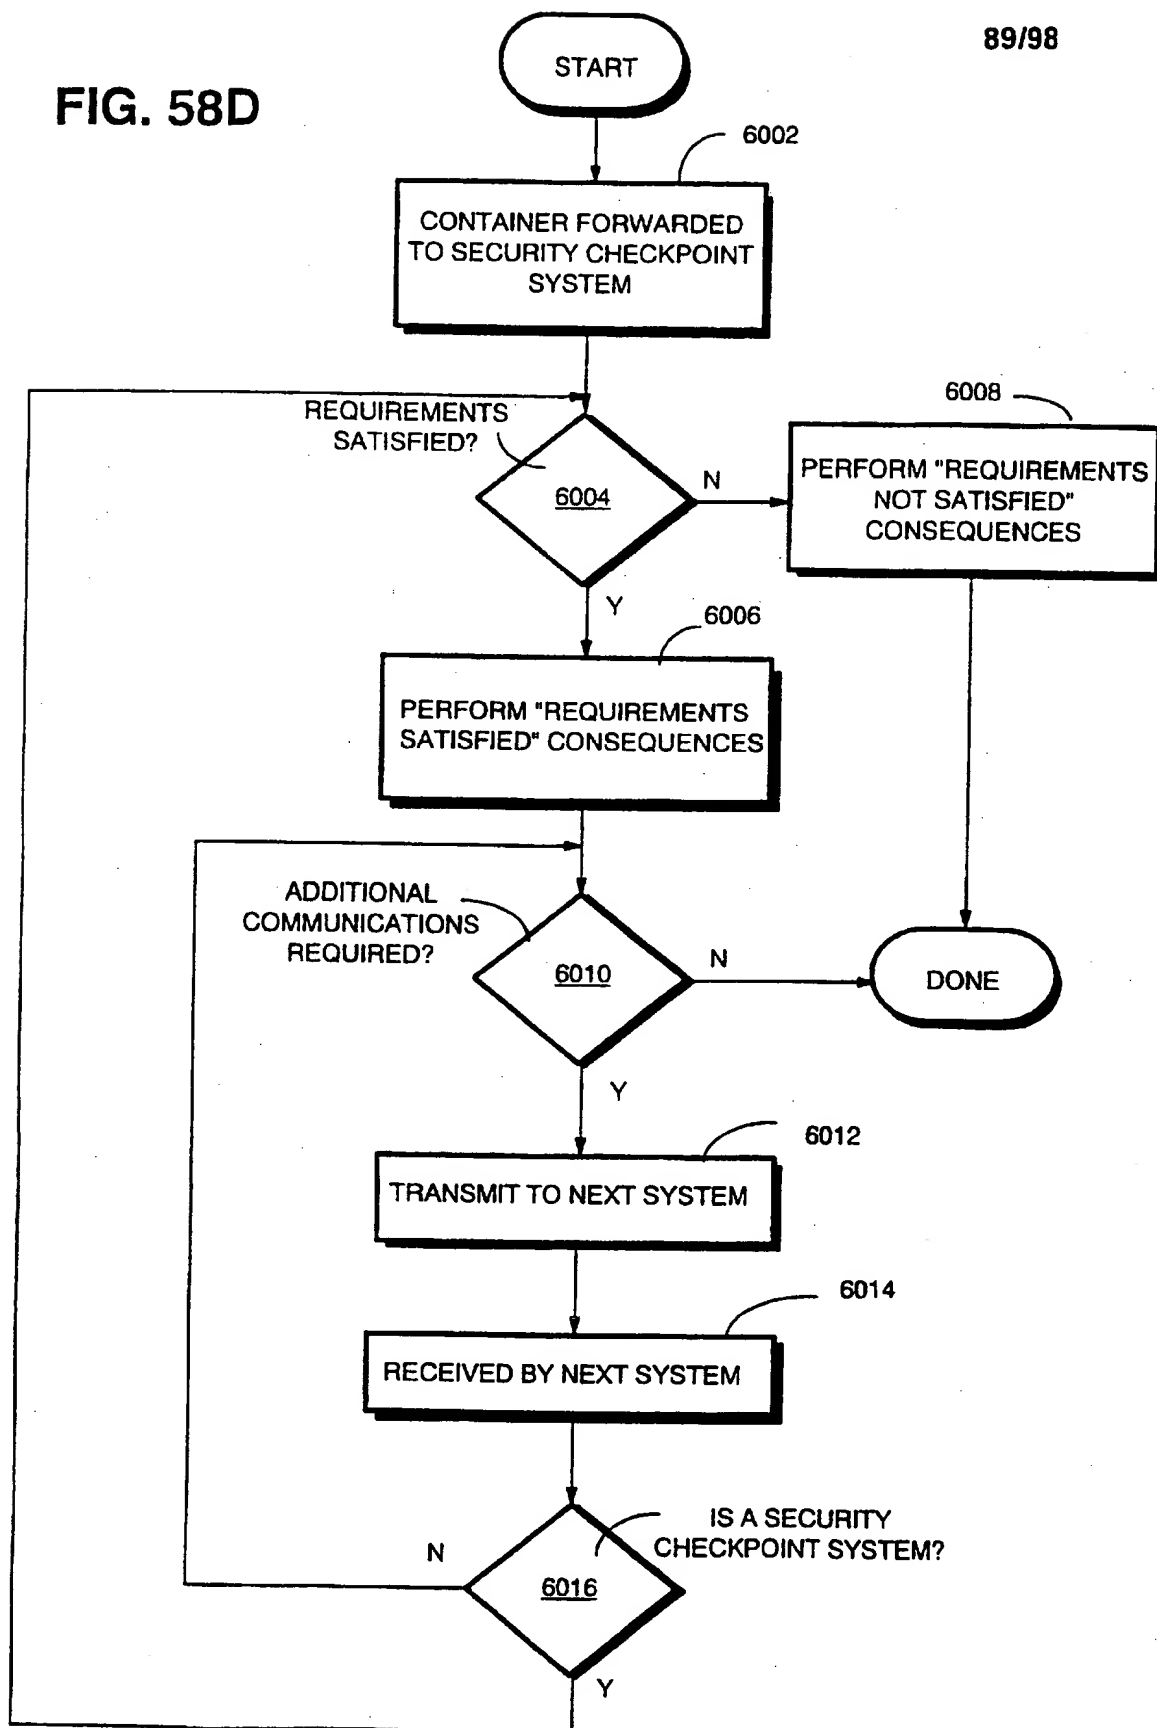 89/98
FIG. 58D
START
6002
CONTAINER FORWARDED
TO SECURITY CHECKPOINT
SYSTEM
REQUIREMENTS
SATISFIED?
6004
N
Y
6008
PERFORM "REQUIREMENTS
NOT SATISFIED"
CONSEQUENCES
6006
PERFORM "REQUIREMENTS
SATISFIED" CONSEQUENCES
ADDITIONAL
COMMUNICATIONS
REQUIRED?
6010
N
DONE
Y
6012
TRANSMIT TO NEXT SYSTEM
6014
RECEIVED BY NEXT SYSTEM
IS A SECURITY
CHECKPOINT SYSTEM?
N
6016
Y